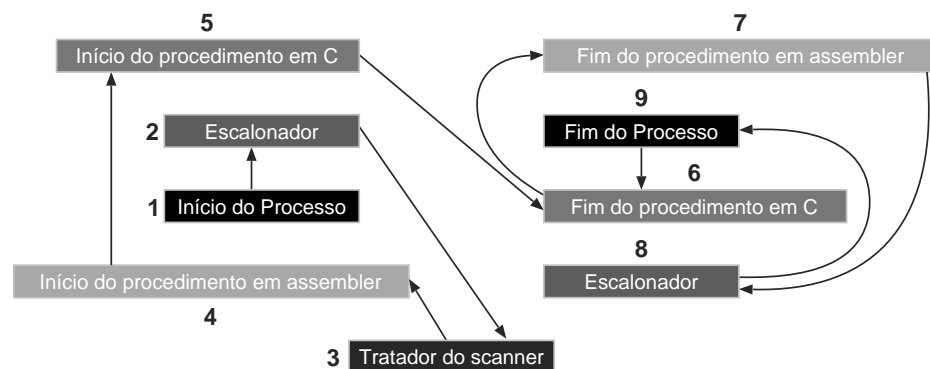 5
Início do procedimento em C
7
Fim do procedimento em assembler
2
Escalonador
9
Fim do Processo
1
Início do Processo
6
Fim do procedimento em C
Início do procedimento em assembler
4
8
Escalonador
3
Tratador do scanner